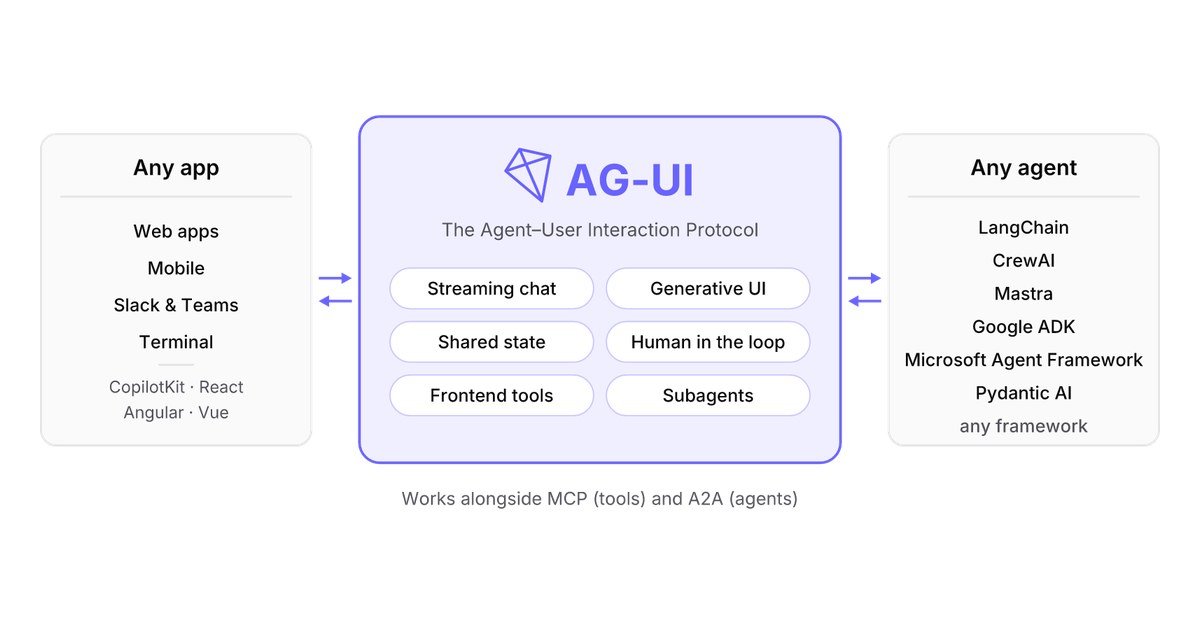 Any app
Web apps
Mobile
Slack & Teams
Terminal
CopilotKit · React
Angular · Vue
AG-UI
The Agent–User Interaction Protocol
Streaming chat
Generative UI
Shared state
Human in the loop
Frontend tools
Subagents
Any agent
LangChain
CrewAI
Mastra
Google ADK
Microsoft Agent Framework
Pydantic AI
any framework
Works alongside MCP (tools) and A2A (agents)